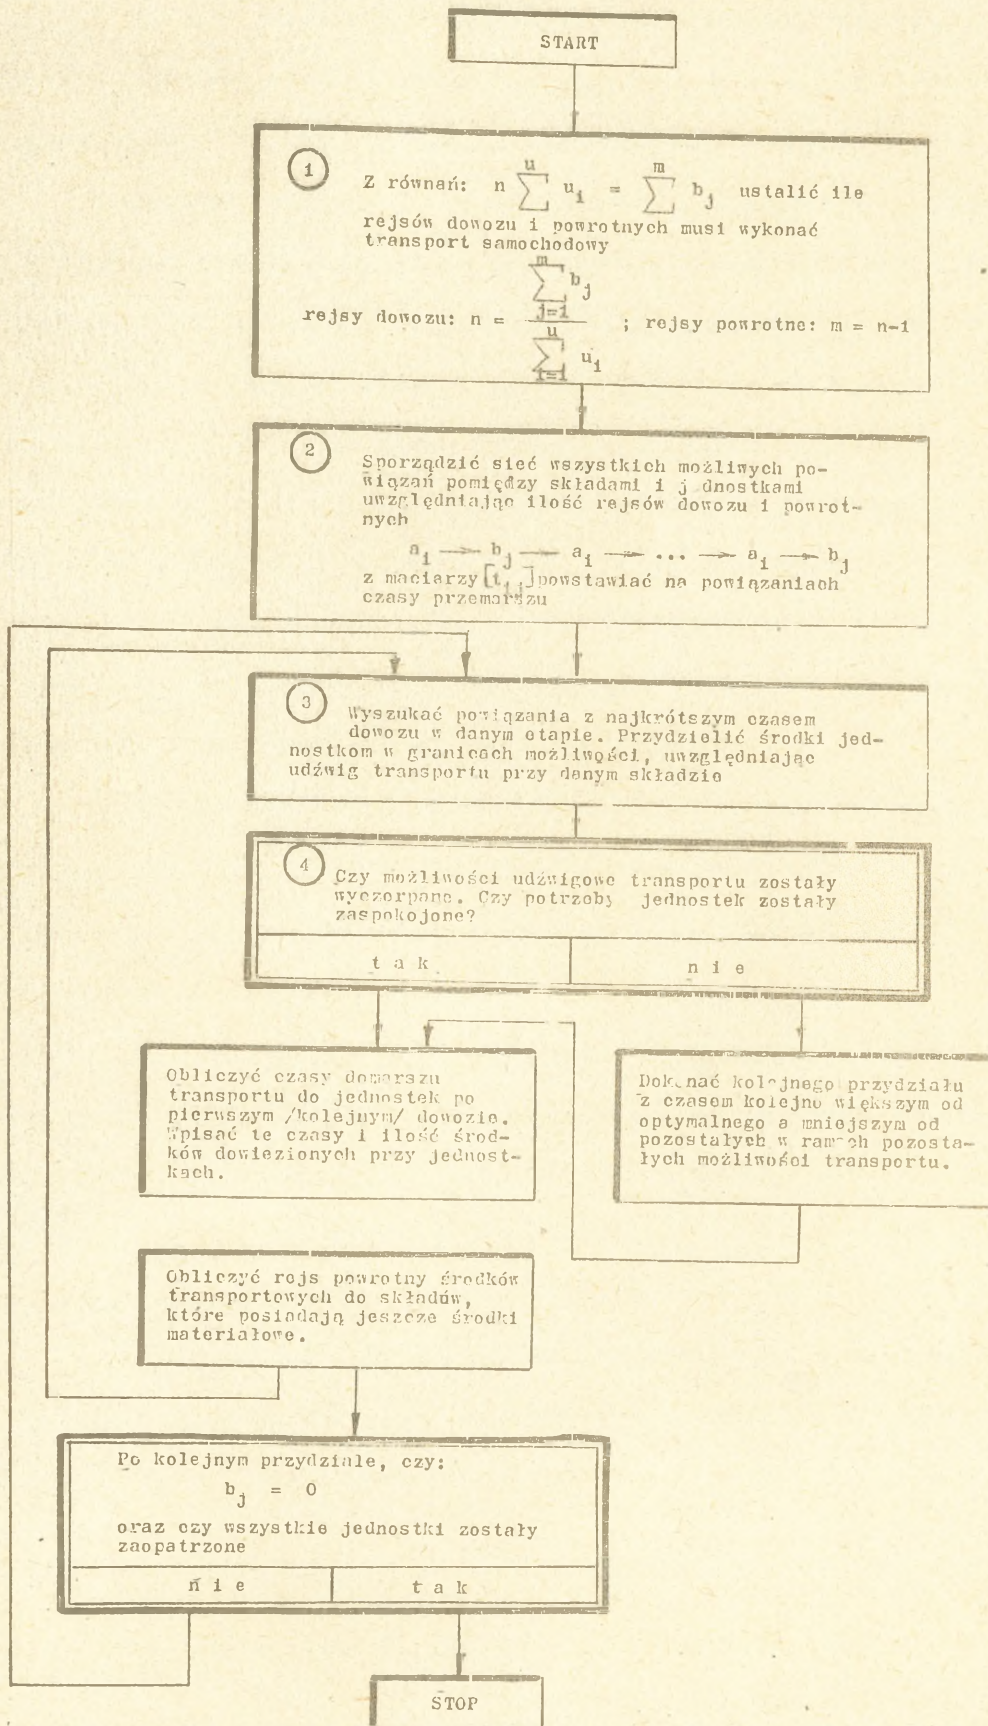 START
1
Z równań: n u ∑ u_i = m ∑ b_j ustalić ile
rejsów dowozu i powrotnych musi wykonać
transport samochodowy
m ∑ j=1 b_j
rejsy dowozu: n = ; rejsy powrotne: m = n-1
u ∑ i=1 u_i
2
Sporządzić sieć wszystkich możliwych po-
wiązań pomiędzy składami i j dnostkami
uwzględniając ilość rejsów dowozu i powrot-
nych
a_i → b_j → a_i → ... → a_i → b_j
z macierzy [t_ij] powstawiać na powiązaniach
czasy przemarszu
3
Wyszukać powiązania z najkrótszym czasem
dowozu w danym etapie. Przydzielić środki jed-
nostkom w granicach możliwości, uwzględniając
udźwig transportu przy danym składzie
4
Czy możliwości udźwigowe transportu zostały
wyczerpane. Czy potrzeby jednostek zostały
zaspokojone?
t a k
n i e
Obliczyć czasy domarszu
transportu do jednostek po
pierwszym /kolejnym/ dowozie.
Wpisać te czasy i ilość środ-
ków dowiezionych przy jednost-
kach.
Dokonać kolejnego przydziału
z czasem kolejno większym od
optymalnego a mniejszym od
pozostałych w ramach pozosta-
łych możliwości transportu.
Obliczyć rejs powrotny środków
transportowych do składów,
które posiadają jeszcze środki
materiałowe.
Po kolejnym przydziale, czy:
b_j = 0
oraz czy wszystkie jednostki zostały
zaopatrzone
n i e
t a k
STOP